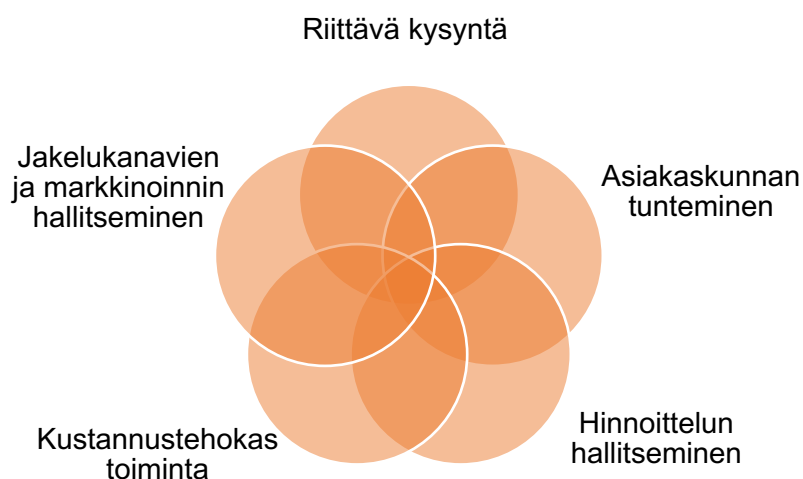 Riittävä kysyntä
Jakelukanavien
ja markkinoinnin
hallitseminen
Asiakaskunnan
tunteminen
Kustannustehokas
toiminta
Hinnoittelun
hallitseminen